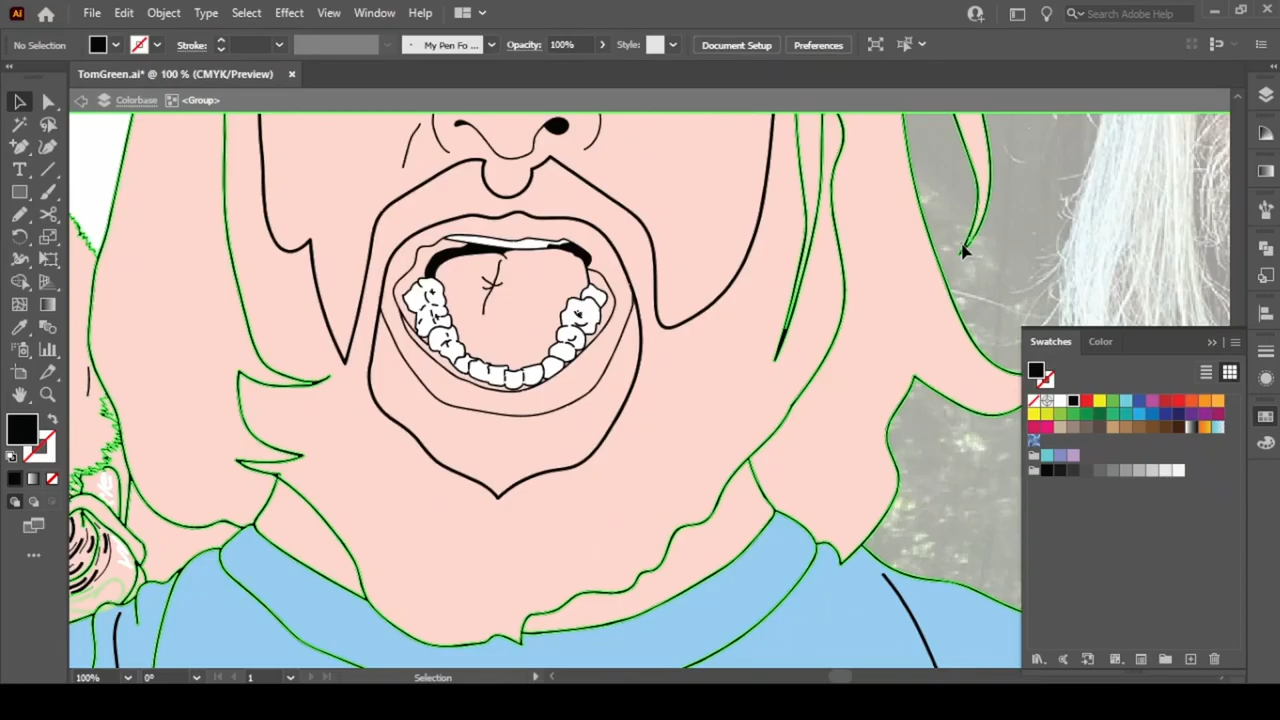 Ai File Edit Object Type Select Effect View Window Help Search Adobe Help
No Selection Stroke: My Pen Fo... Opacity: 100% Style: Document Setup Preferences
TomGreen.ai* @ 100 % (CMYK/Preview)
Colorbase <Group>
Swatches Color
100% 0° 1 Selection